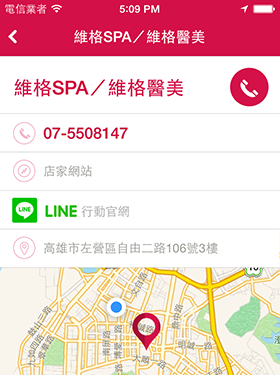 電信業者 5:09 PM
維格SPA／維格醫美
維格SPA／維格醫美
07-5508147
店家網站
LINE LINE 行動官網
高雄市左營區自由二路106號3樓